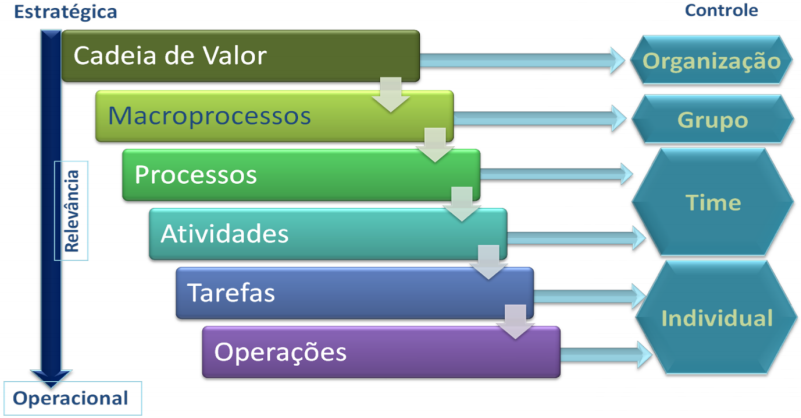 Estratégica
Controle
Cadeia de Valor
Organização
Macroprocessos
Grupo
Processos
Time
Relevância
Atividades
Tarefas
Individual
Operações
Operacional